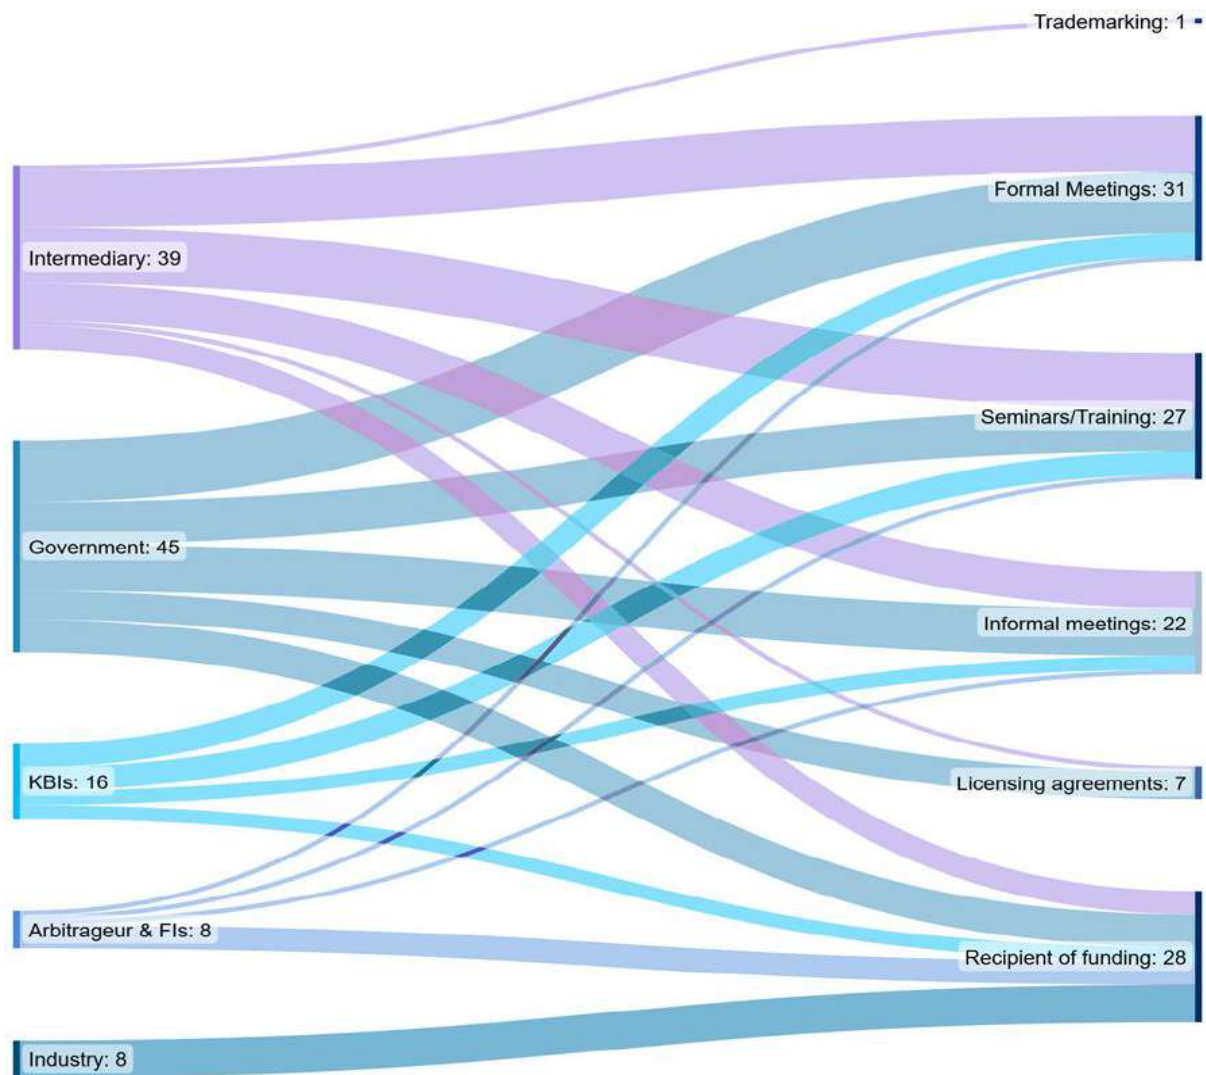 Trademarking: 1
Formal Meetings: 31
Intermediary: 39
Seminars/Training: 27
Government: 45
Informal meetings: 22
KBIs: 16
Licensing agreements: 7
Arbitrageur & FIs: 8
Recipient of funding: 28
Industry: 8